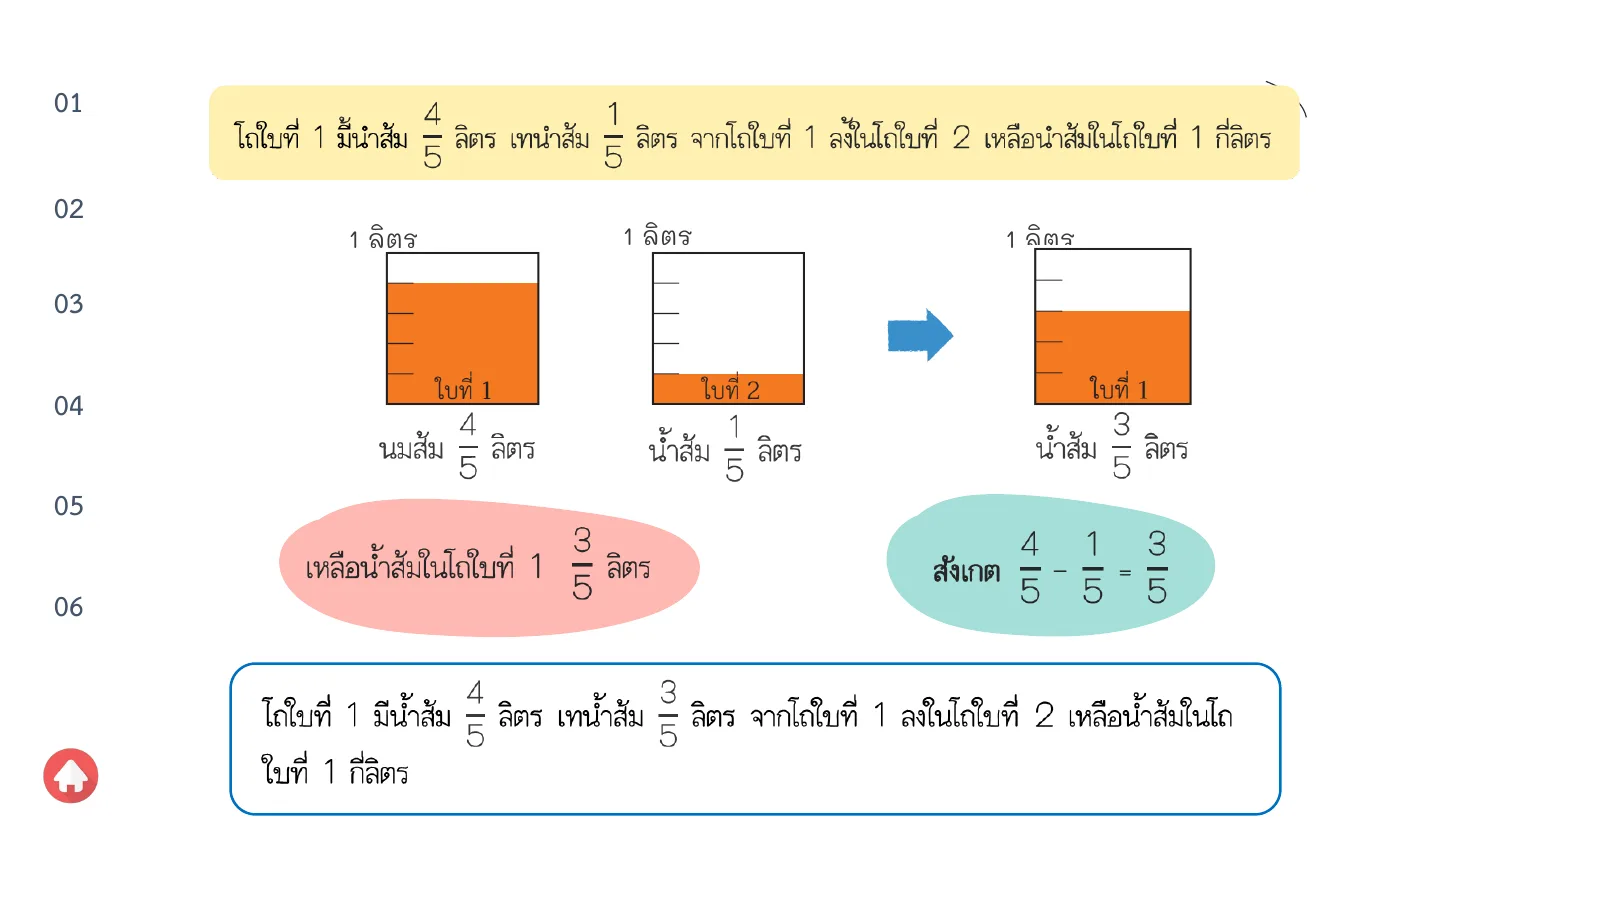 01
โถใบที่ 1 มี้นำส้ม 4/5 ลิตร เทนำส้ม 1/5 ลิตร จากโถใบที่ 1 ลง้ในโถใบที่ 2 เหลือนำส้มในโถใบที่ 1 กี่ลิตร
02
1 ลิตร 1 ลิตร 1 ลิตร
03
ใบที่ 1 ใบที่ 2 ใบที่ 1
04
นมส้ม 4/5 ลิตร น้ำส้ม 1/5 ลิตร น้ำส้ม 3/5 ลิตร
05
เหลือน้ำส้มในโถใบที่ 1 3/5 ลิตร
สังเกต 4/5 - 1/5 = 3/5
06
โถใบที่ 1 มีน้ำส้ม 4/5 ลิตร เทน้ำส้ม 3/5 ลิตร จากโถใบที่ 1 ลงในโถใบที่ 2 เหลือน้ำส้มในโถ
ใบที่ 1 กี่ลิตร